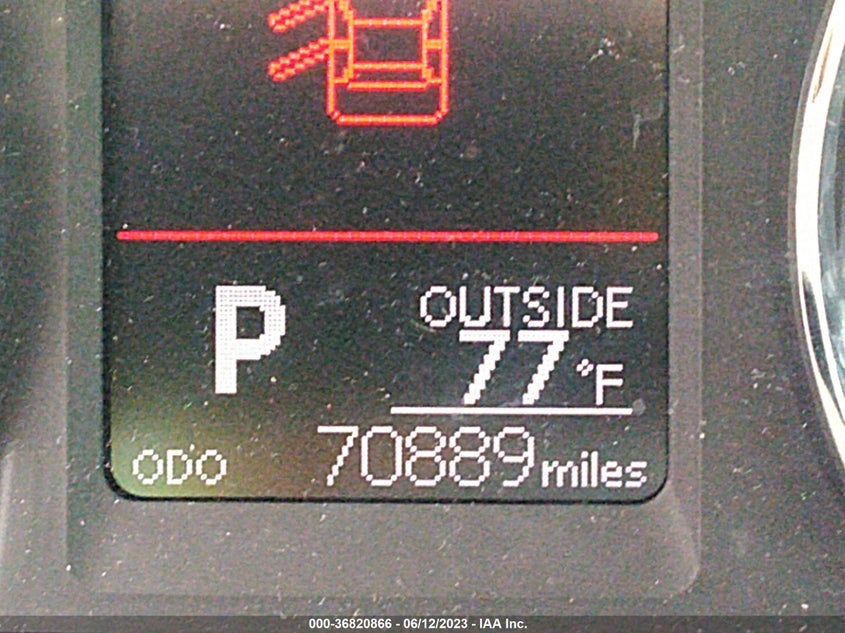 P
OUTSIDE
77 °F
ODO 70889 miles
000-36820866 - 06/12/2023 - IAA Inc.